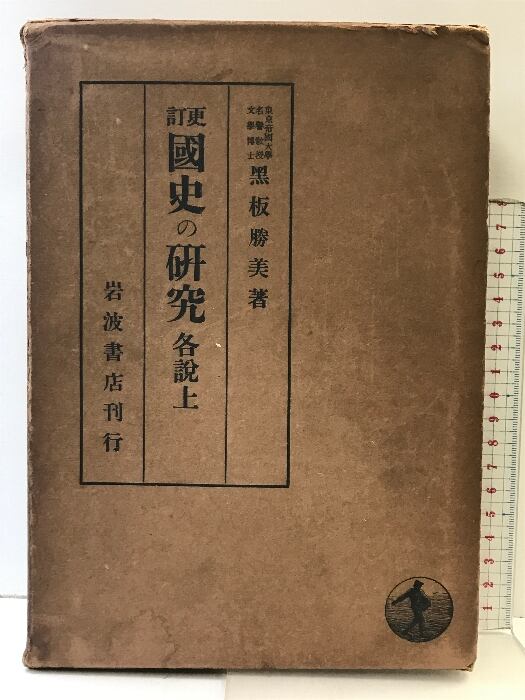 東京帝國大學
名譽教授
文學博士
黑板勝美著
更訂
國史の研究 各說上
岩波書店刊行